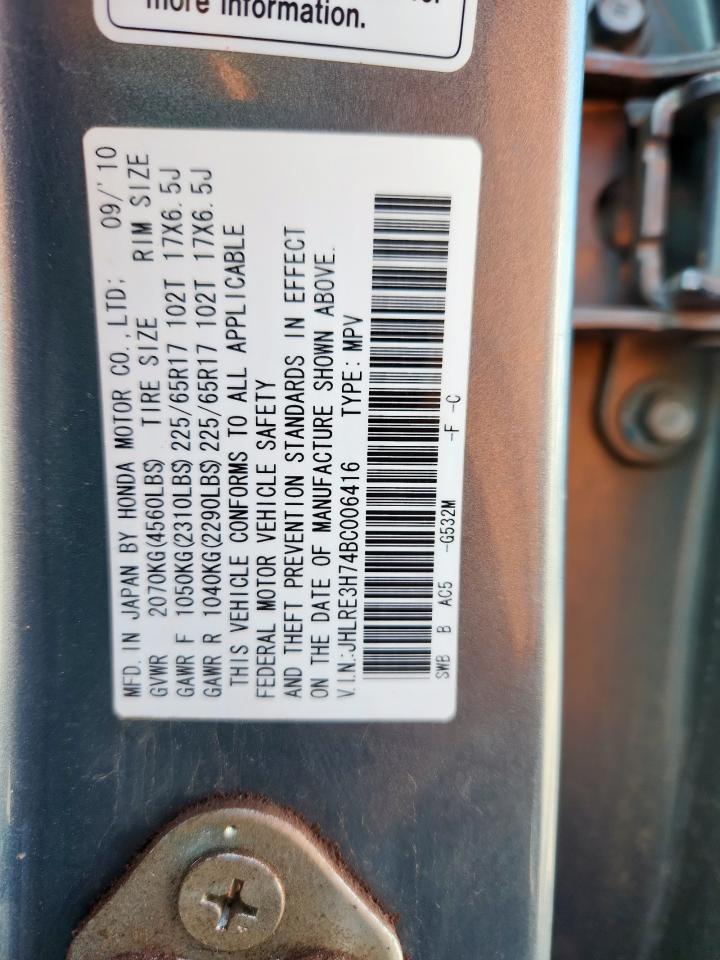 more information.
MFD. IN JAPAN BY HONDA MOTOR CO., LTD: 09/'10
GVWR 2070KG(4560LBS) TIRE SIZE RIM SIZE
GAWR F 1050KG(2310LBS) 225/65R17 102T 17X6.5J
GAWR R 1040KG(2290LBS) 225/65R17 102T 17X6.5J
THIS VEHICLE CONFORMS TO ALL APPLICABLE
FEDERAL MOTOR VEHICLE SAFETY
AND THEFT PREVENTION STANDARDS IN EFFECT
ON THE DATE OF MANUFACTURE SHOWN ABOVE.
V.I.N.:JHLRE3H74BC006416 TYPE: MPV
SWB B AC5 -G532M -F -C